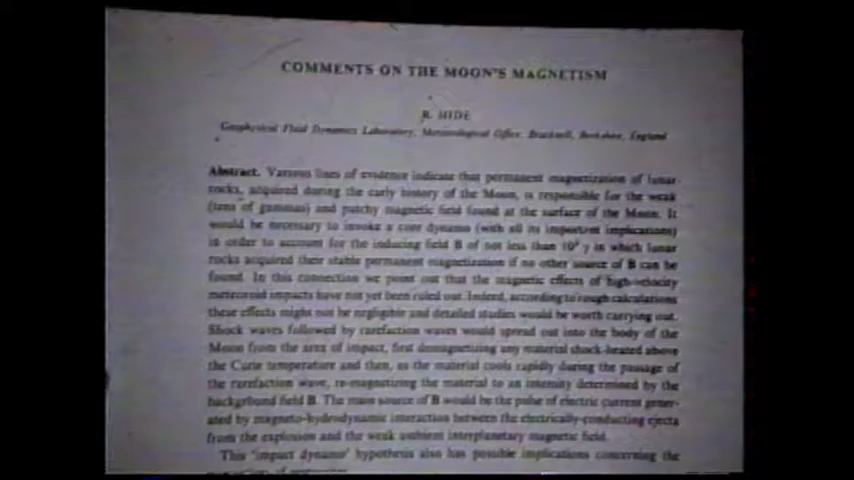 COMMENTS ON THE MOON'S MAGNETISM
R. HIDE
Geophysical Fluid Dynamics Laboratory, Meteorological Office, Bracknell, Berkshire, England
Abstract. Various lines of evidence indicate that permanent magnetization of lunar
rocks, acquired during the early history of the Moon, is responsible for the weak
(tens of gammas) and patchy magnetic field found at the surface of the Moon. It
would be necessary to invoke a core dynamo (with all its important implications)
in order to account for the inducing field B of not less than γ in which lunar
rocks acquired their stable permanent magnetization if no other source of B can be
found. In this connection we point out that the magnetic effects of high-velocity
meteoroid impacts have not yet been ruled out. Indeed, according to rough calculations
these effects might not be negligible and detailed studies would be worth carrying out.
Shock waves followed by rarefaction waves would spread out into the body of the
Moon from the area of impact, first demagnetizing any material shock-heated above
the Curie temperature and then, as the material cools rapidly during the passage of
the rarefaction wave, re-magnetizing the material to an intensity determined by the
background field B. The main source of B would be the pulse of electric current gener-
ated by magneto-hydrodynamic interaction between the electrically-conducting ejecta
from the explosion and the weak ambient interplanetary magnetic field.
This 'impact dynamo' hypothesis also has possible implications concerning the